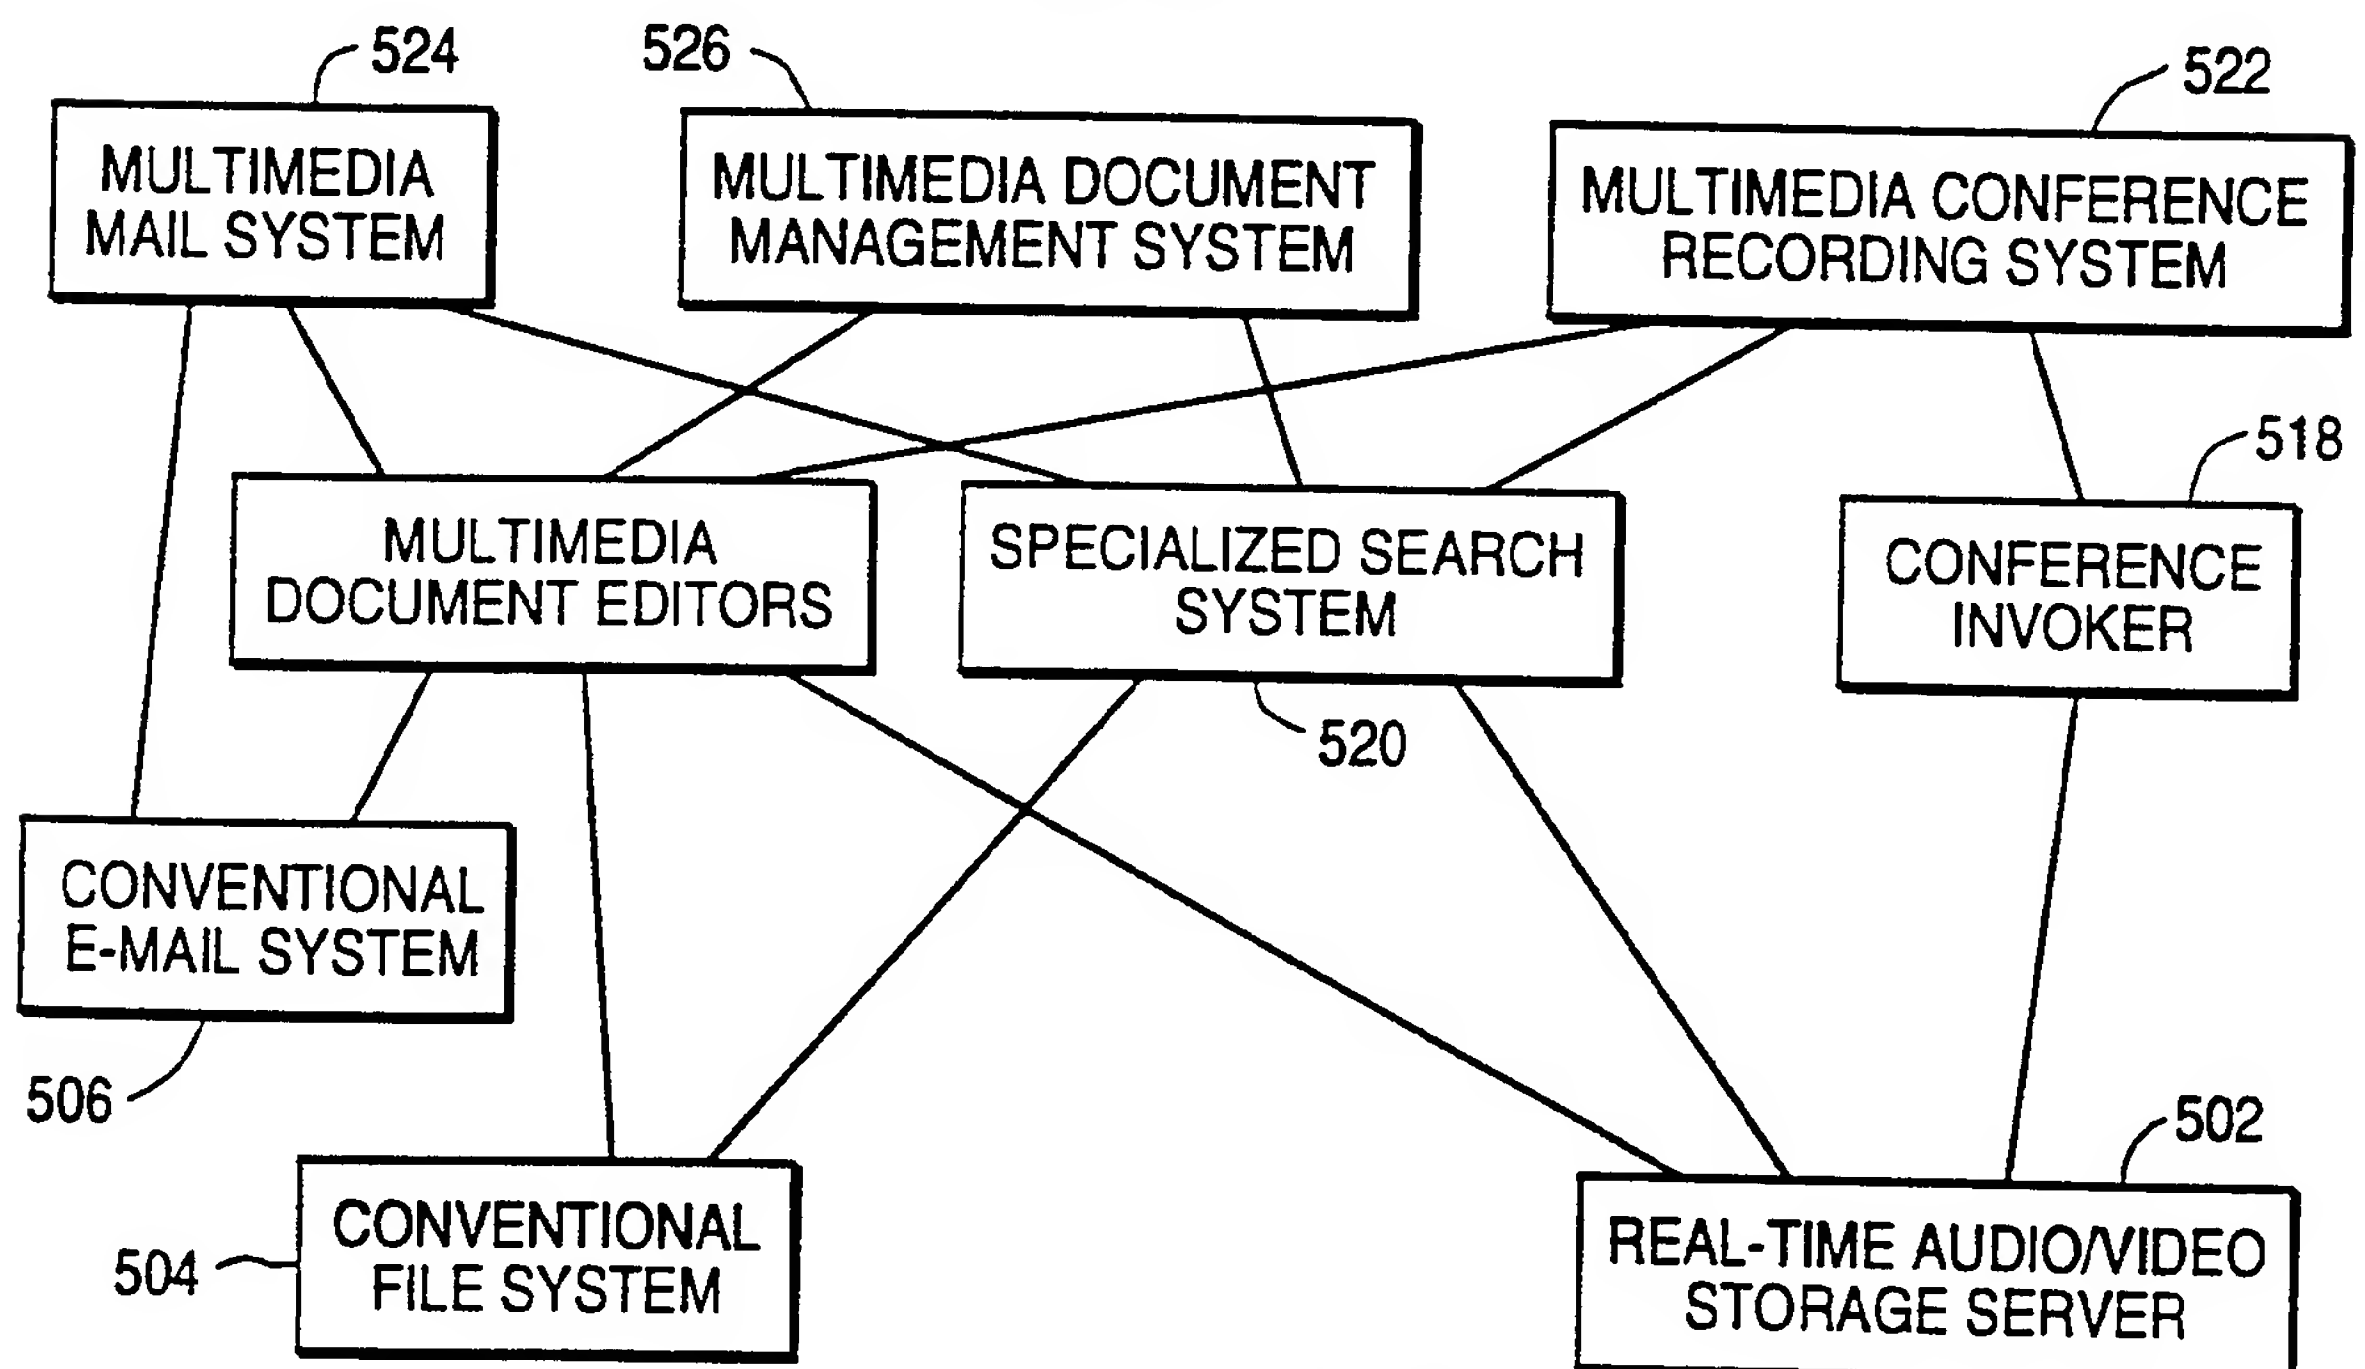 524
526
522
MULTIMEDIA
MAIL SYSTEM
MULTIMEDIA DOCUMENT
MANAGEMENT SYSTEM
MULTIMEDIA CONFERENCE
RECORDING SYSTEM
518
MULTIMEDIA
DOCUMENT EDITORS
SPECIALIZED SEARCH
SYSTEM
CONFERENCE
INVOKER
520
CONVENTIONAL
E-MAIL SYSTEM
506
502
504
CONVENTIONAL
FILE SYSTEM
REAL-TIME AUDIO/VIDEO
STORAGE SERVER